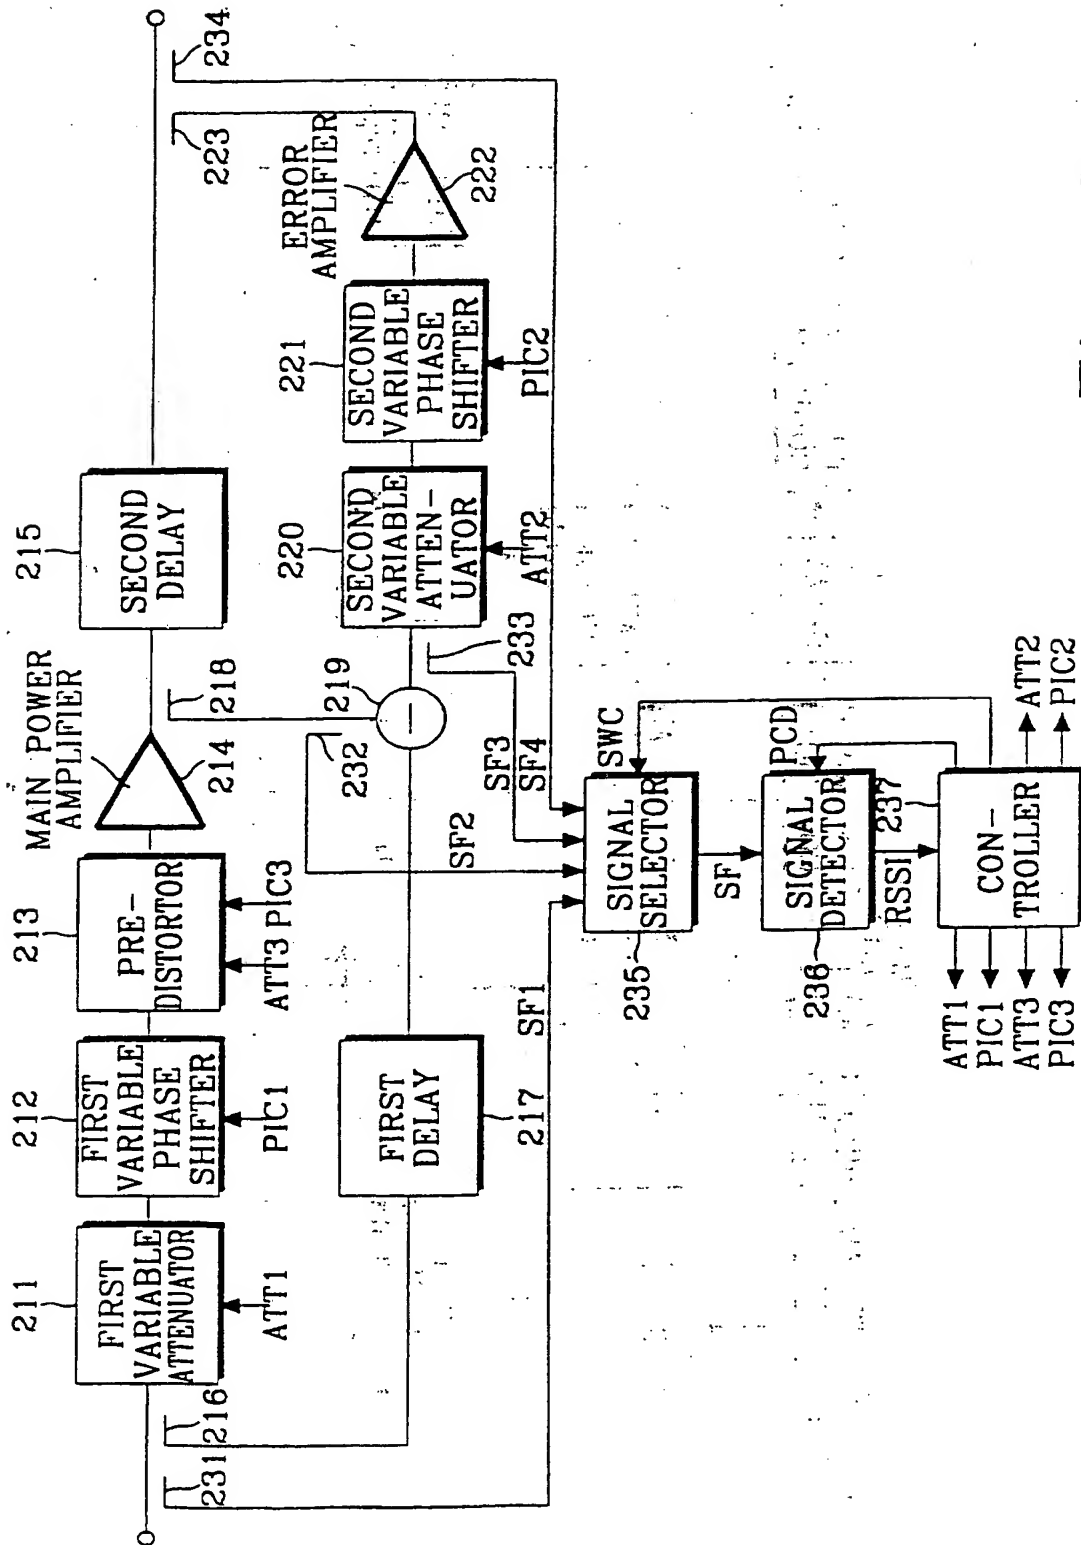 211
FIRST
VARIABLE
ATTENUATOR
ATT1
212
FIRST
VARIABLE
PHASE
SHIFTER
PIC1
213
PRE-
DISTORTOR
ATT3
PIC3
MAIN POWER
AMPLIFIER
214
215
SECOND
DELAY
231
216
218
223
234
FIRST
DELAY
217
232
219
233
220
SECOND
VARIABLE
ATTEN-
UATOR
ATT2
221
SECOND
VARIABLE
PHASE
SHIFTER
PIC2
ERROR
AMPLIFIER
222
SF1
SF2
SF3
SF4
SIGNAL
SELECTOR
235
SWC
SF
SIGNAL
DETECTOR
236
PCD
RSSI
237
CON-
TROLLER
ATT1
PIC1
ATT3
PIC3
ATT2
PIC2